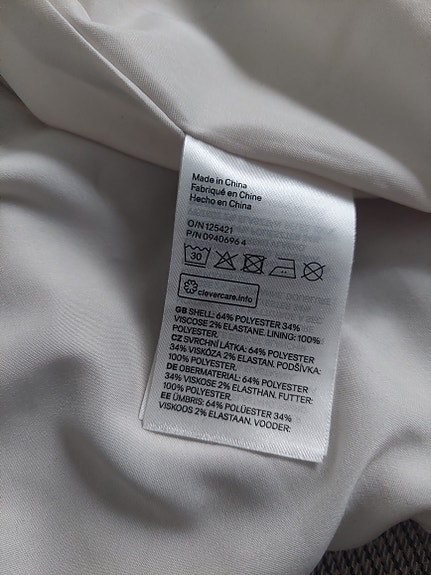 Made in China
Fabriqué en Chine
Hecho en China
O/N 125421
P/N 0940696 4
30
clevercare.info
GB SHELL: 64% POLYESTER 34%
VISCOSE 2% ELASTANE. LINING: 100%
POLYESTER.
CZ SVRCHNÍ LÁTKA: 64% POLYESTER
34% VISKÓZA 2% ELASTAN. PODŠÍVKA:
100% POLYESTER.
DE OBERMATERIAL: 64% POLYESTER
34% VISKOSE 2% ELASTHAN. FUTTER:
100% POLYESTER.
EE ÜMBRIS: 64% POLÜESTER 34%
VISKOOS 2% ELASTAAN. VOODER: